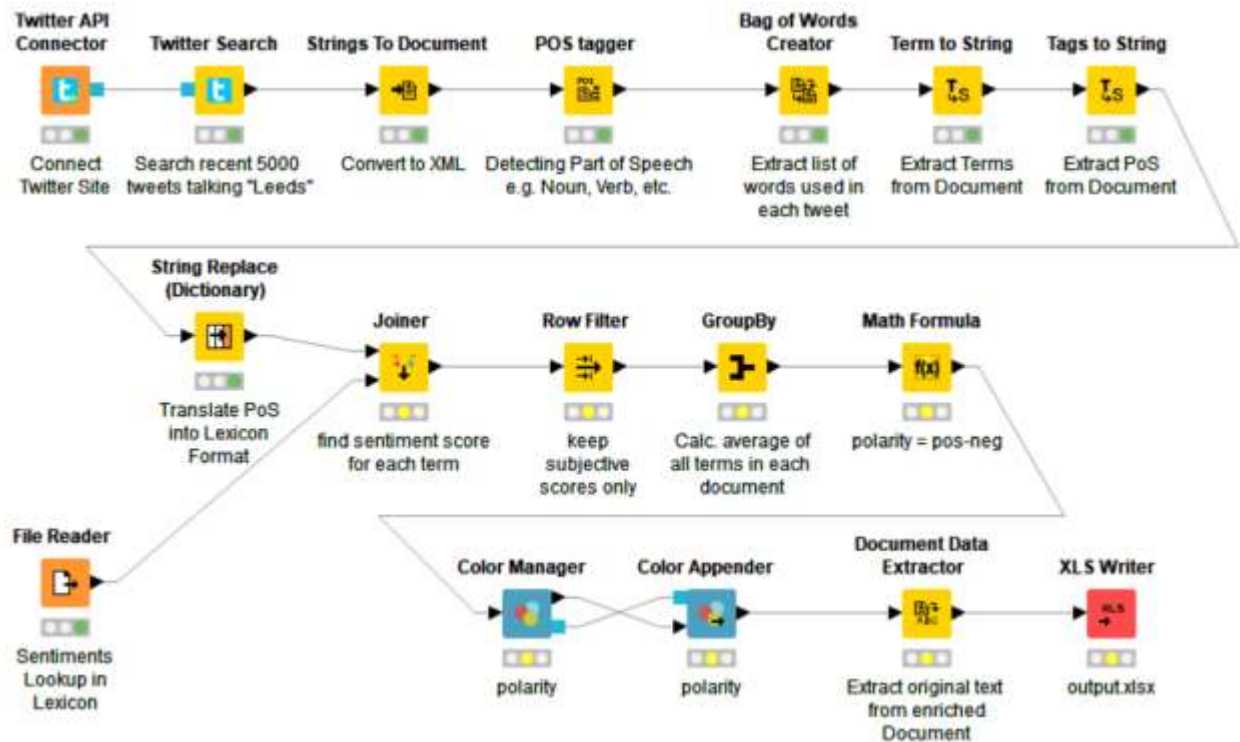 Twitter API
Connector
Twitter Search
Strings To Document
POS tagger
Bag of Words
Creator
Term to String
Tags to String
POS
T
S
T
S
Connect
Twitter Site
Search recent 5000
tweets talking "Leeds"
Convert to XML
Detecting Part of Speech
e.g. Noun, Verb, etc.
Extract list of
words used in
each tweet
Extract Terms
from Document
Extract PoS
from Document
String Replace
(Dictionary)
Joiner
Row Filter
GroupBy
Math Formula
f(x)
Translate PoS
into Lexicon
Format
find sentiment score
for each term
keep
subjective
scores only
Calc. average of
all terms in each
document
polarity = pos-neg
File Reader
Sentiments
Lookup in
Lexicon
Color Manager
Color Appender
Document Data
Extractor
XLS Writer
XLS
polarity
polarity
Extract original text
from enriched
Document
output.xlsx